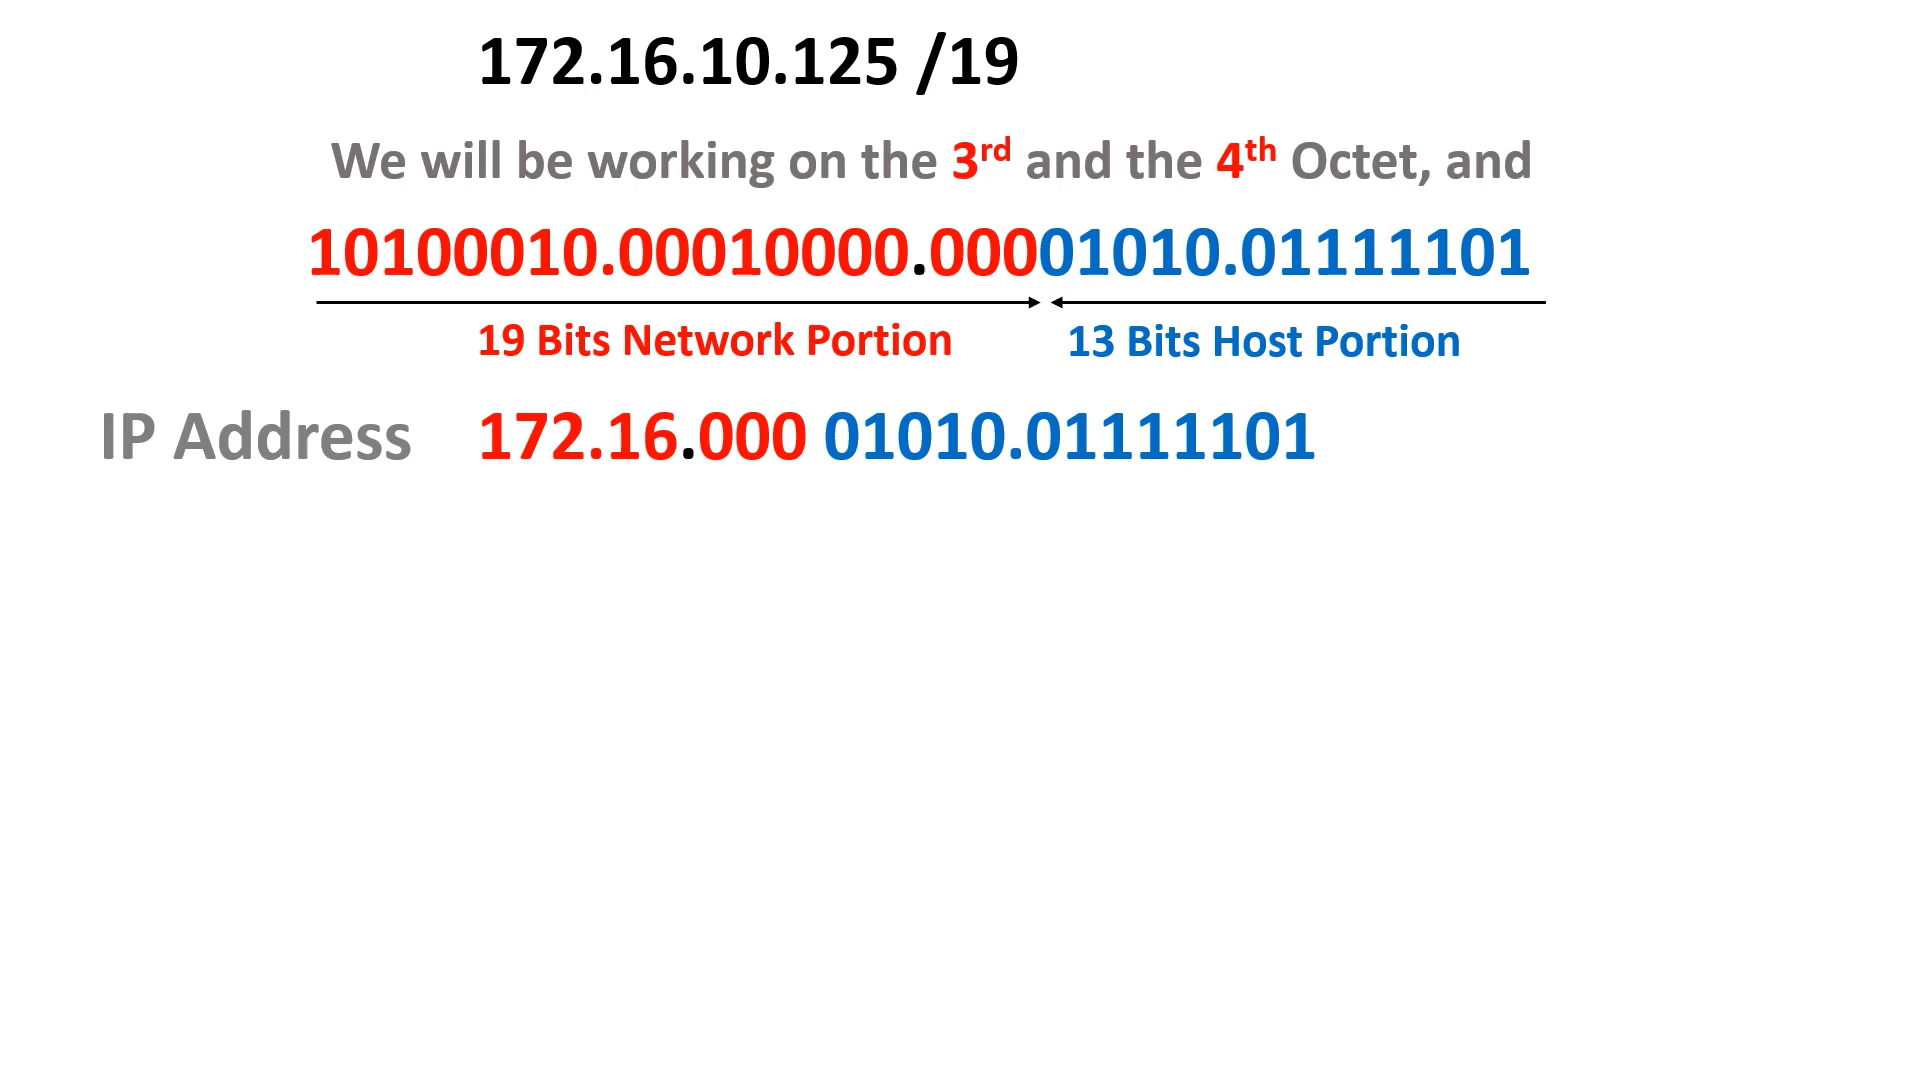 172.16.10.125 /19
We will be working on the 3rd and the 4th Octet, and
10100010.00010000.00001010.01111101
19 Bits Network Portion 13 Bits Host Portion
IP Address 172.16.000 01010.01111101